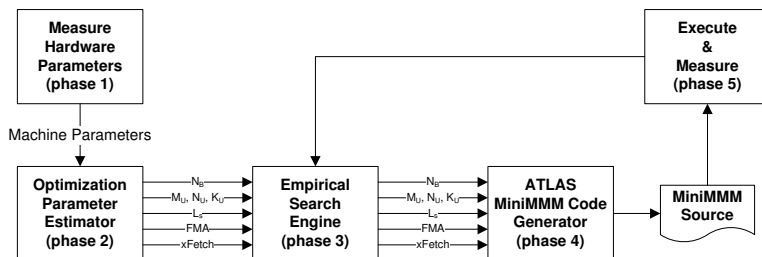 Measure
Hardware
Parameters
(phase 1)
Execute
&
Measure
(phase 5)
Machine Parameters
Optimization
Parameter
Estimator
(phase 2)
N_B
M_U, N_U, K_U
L_s
FMA
xFetch
Empirical
Search
Engine
(phase 3)
N_B
M_U, N_U, K_U
L_s
FMA
xFetch
ATLAS
MiniMMM Code
Generator
(phase 4)
MiniMMM
Source